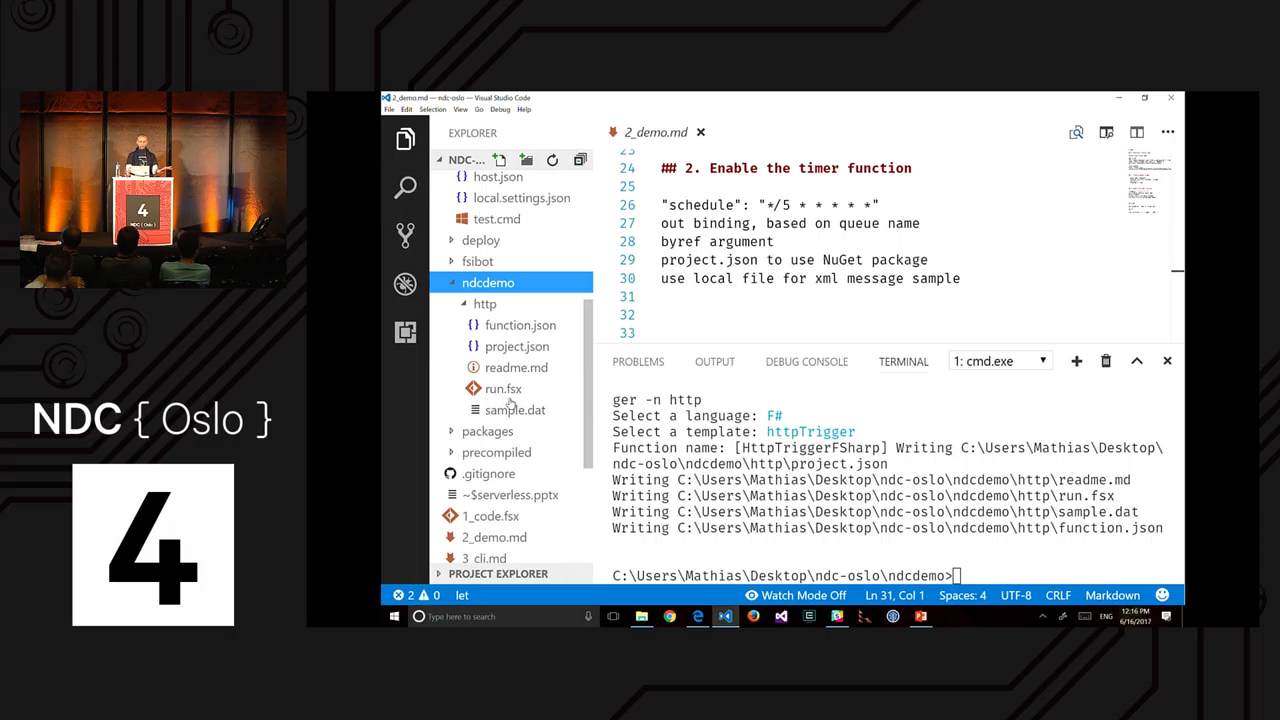 4
NDC { Oslo }
NDC { Oslo }
4
2_demo.md — ndc-oslo — Visual Studio Code
File Edit Selection View Go Debug Help
EXPLORER
NDC-...
host.json
local.settings.json
test.cmd
deploy
fsibot
ndcdemo
http
function.json
project.json
readme.md
run.fsx
sample.dat
packages
precompiled
.gitignore
~$serverless.pptx
1_code.fsx
2_demo.md
3_cli.md
PROJECT EXPLORER
2_demo.md
23
24 ## 2. Enable the timer function
25
26 "schedule": "*/5 * * * * *"
27 out binding, based on queue name
28 byref argument
29 project.json to use NuGet package
30 use local file for xml message sample
31
32
33
PROBLEMS OUTPUT DEBUG CONSOLE TERMINAL 1: cmd.exe
ger -n http
Select a language: F#
Select a template: httpTrigger
Function name: [HttpTriggerFSharp] Writing C:\Users\Mathias\Desktop\
ndc-oslo\ndcdemo\http\project.json
Writing C:\Users\Mathias\Desktop\ndc-oslo\ndcdemo\http\readme.md
Writing C:\Users\Mathias\Desktop\ndc-oslo\ndcdemo\http\run.fsx
Writing C:\Users\Mathias\Desktop\ndc-oslo\ndcdemo\http\sample.dat
Writing C:\Users\Mathias\Desktop\ndc-oslo\ndcdemo\http\function.json
C:\Users\Mathias\Desktop\ndc-oslo\ndcdemo>
2 0 let Watch Mode Off Ln 31, Col 1 Spaces: 4 UTF-8 CRLF Markdown
Type here to search ENG 12:16 PM
6/16/2017